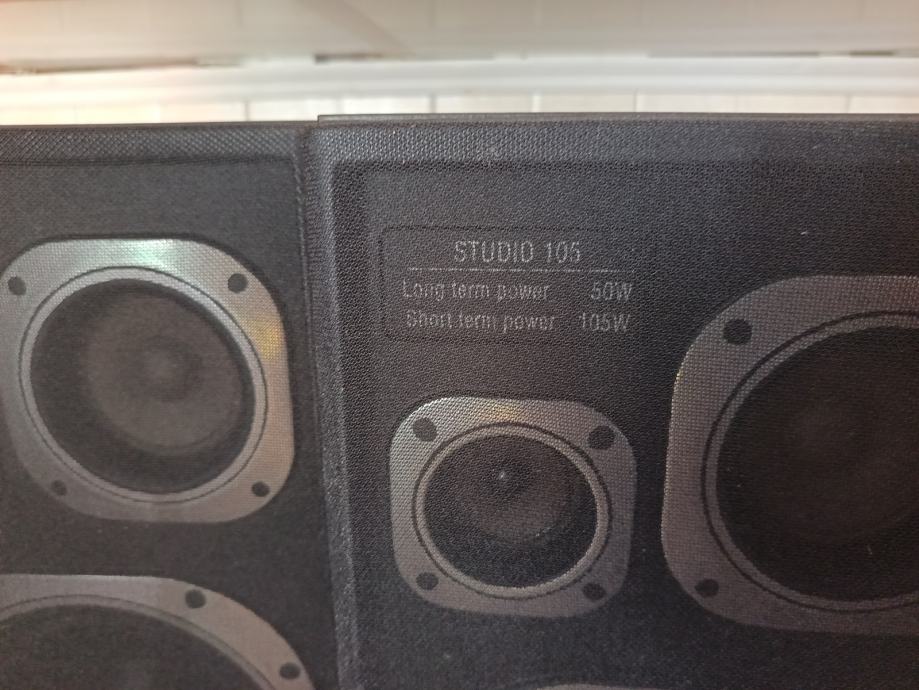 STUDIO 105
Long term power 50W
Short term power 105W